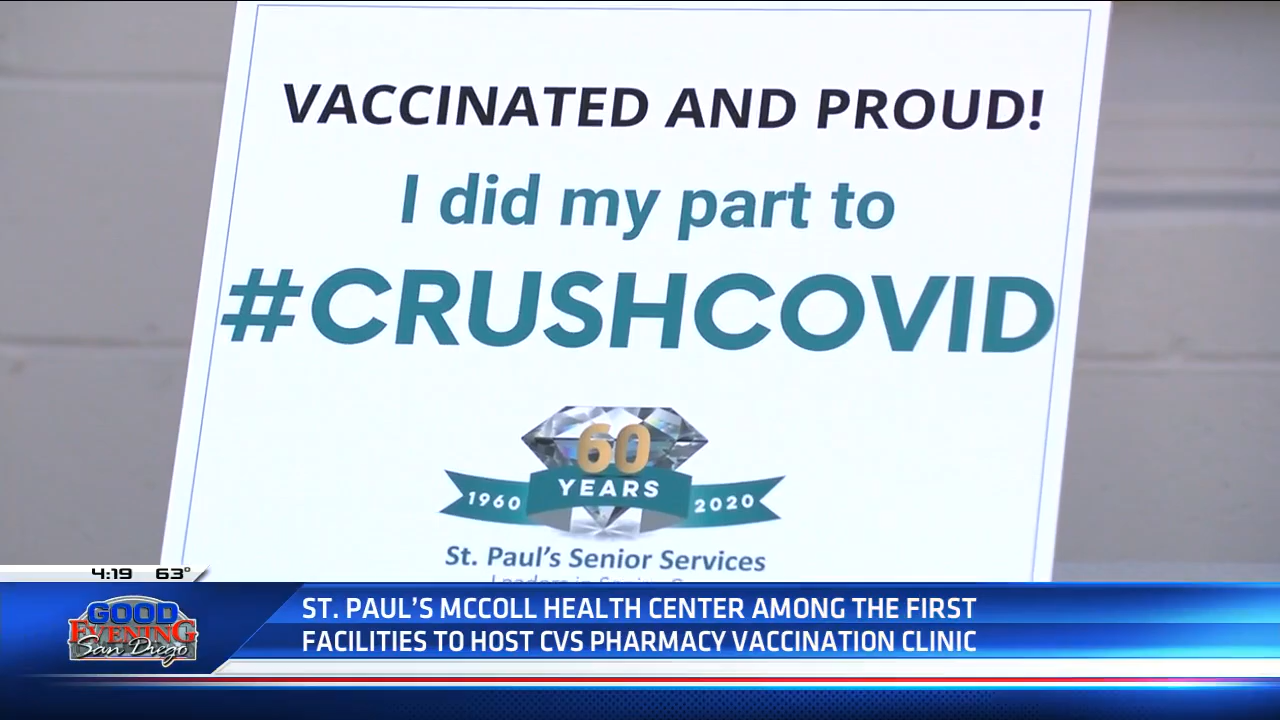 VACCINATED AND PROUD!
I did my part to
#CRUSHCOVID
60
YEARS
1960
2020
St. Paul's Senior Services
4:19 63°
GOOD
EVENING
San Diego
ST. PAUL'S MCCOLL HEALTH CENTER AMONG THE FIRST
FACILITIES TO HOST CVS PHARMACY VACCINATION CLINIC